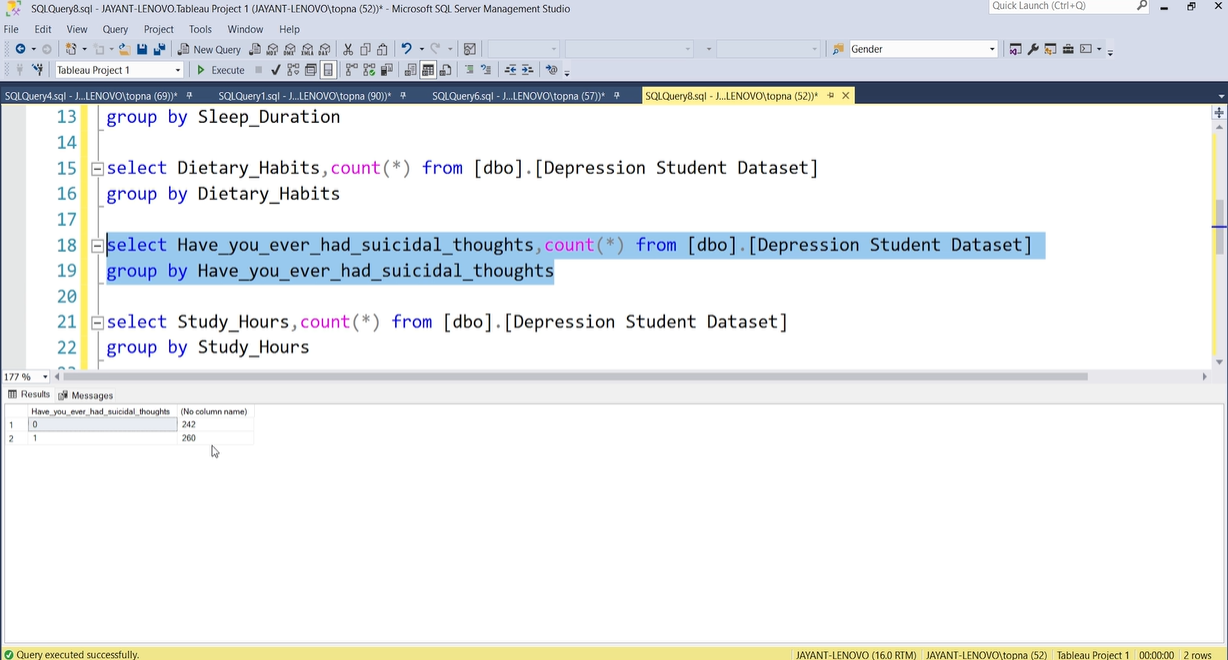 SQLQuery8.sql - JAYANT-LENOVO.Tableau Project 1 (JAYANT-LENOVO\topna (52))* - Microsoft SQL Server Management Studio
Quick Launch (Ctrl+Q)
File Edit View Query Project Tools Window Help
New Query
Gender
Tableau Project 1
Execute
SQLQuery4.sql - J...LENOVO\topna (69))*
SQLQuery1.sql - J...LENOVO\topna (90))*
SQLQuery6.sql - J...LENOVO\topna (57))*
SQLQuery8.sql - J...LENOVO\topna (52))*
13 group by Sleep_Duration
14
15 select Dietary_Habits,count(*) from [dbo].[Depression Student Dataset]
16 group by Dietary_Habits
17
18 select Have_you_ever_had_suicidal_thoughts,count(*) from [dbo].[Depression Student Dataset]
19 group by Have_you_ever_had_suicidal_thoughts
20
21 select Study_Hours,count(*) from [dbo].[Depression Student Dataset]
22 group by Study_Hours
177 %
Results Messages
Have_you_ever_had_suicidal_thoughts (No column name)
1 0 242
2 1 260
Query executed successfully. JAYANT-LENOVO (16.0 RTM) JAYANT-LENOVO\topna (52) Tableau Project 1 00:00:00 2 rows